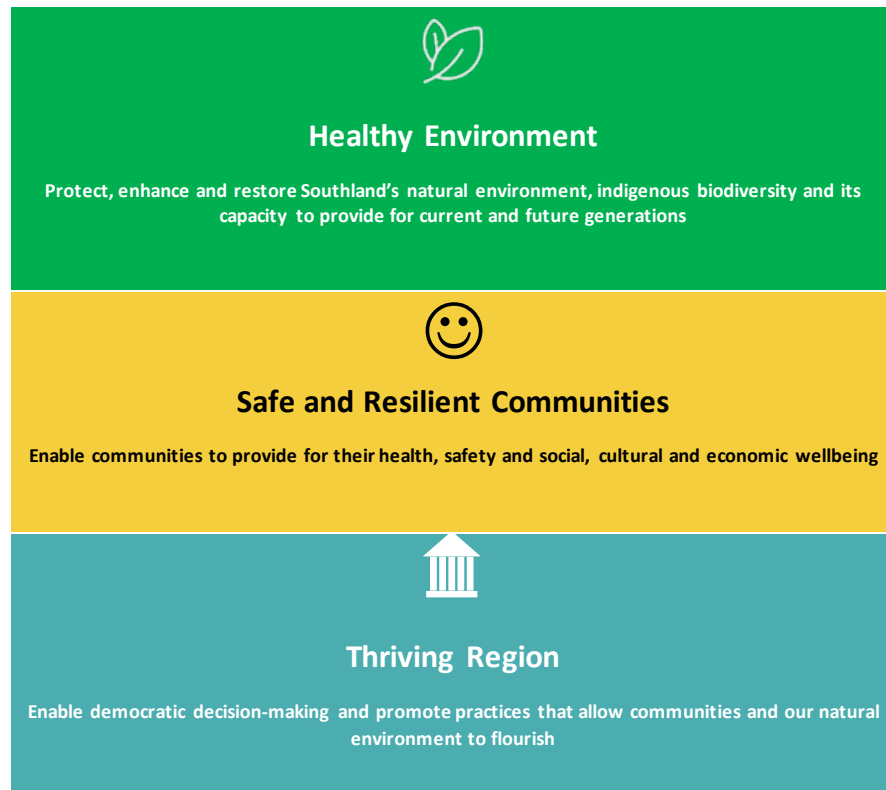 Healthy Environment
Protect, enhance and restore Southland’s natural environment, indigenous biodiversity and its
capacity to provide for current and future generations
Safe and Resilient Communities
Enable communities to provide for their health, safety and social, cultural and economic wellbeing
Thriving Region
Enable democratic decision-making and promote practices that allow communities and our natural
environment to flourish